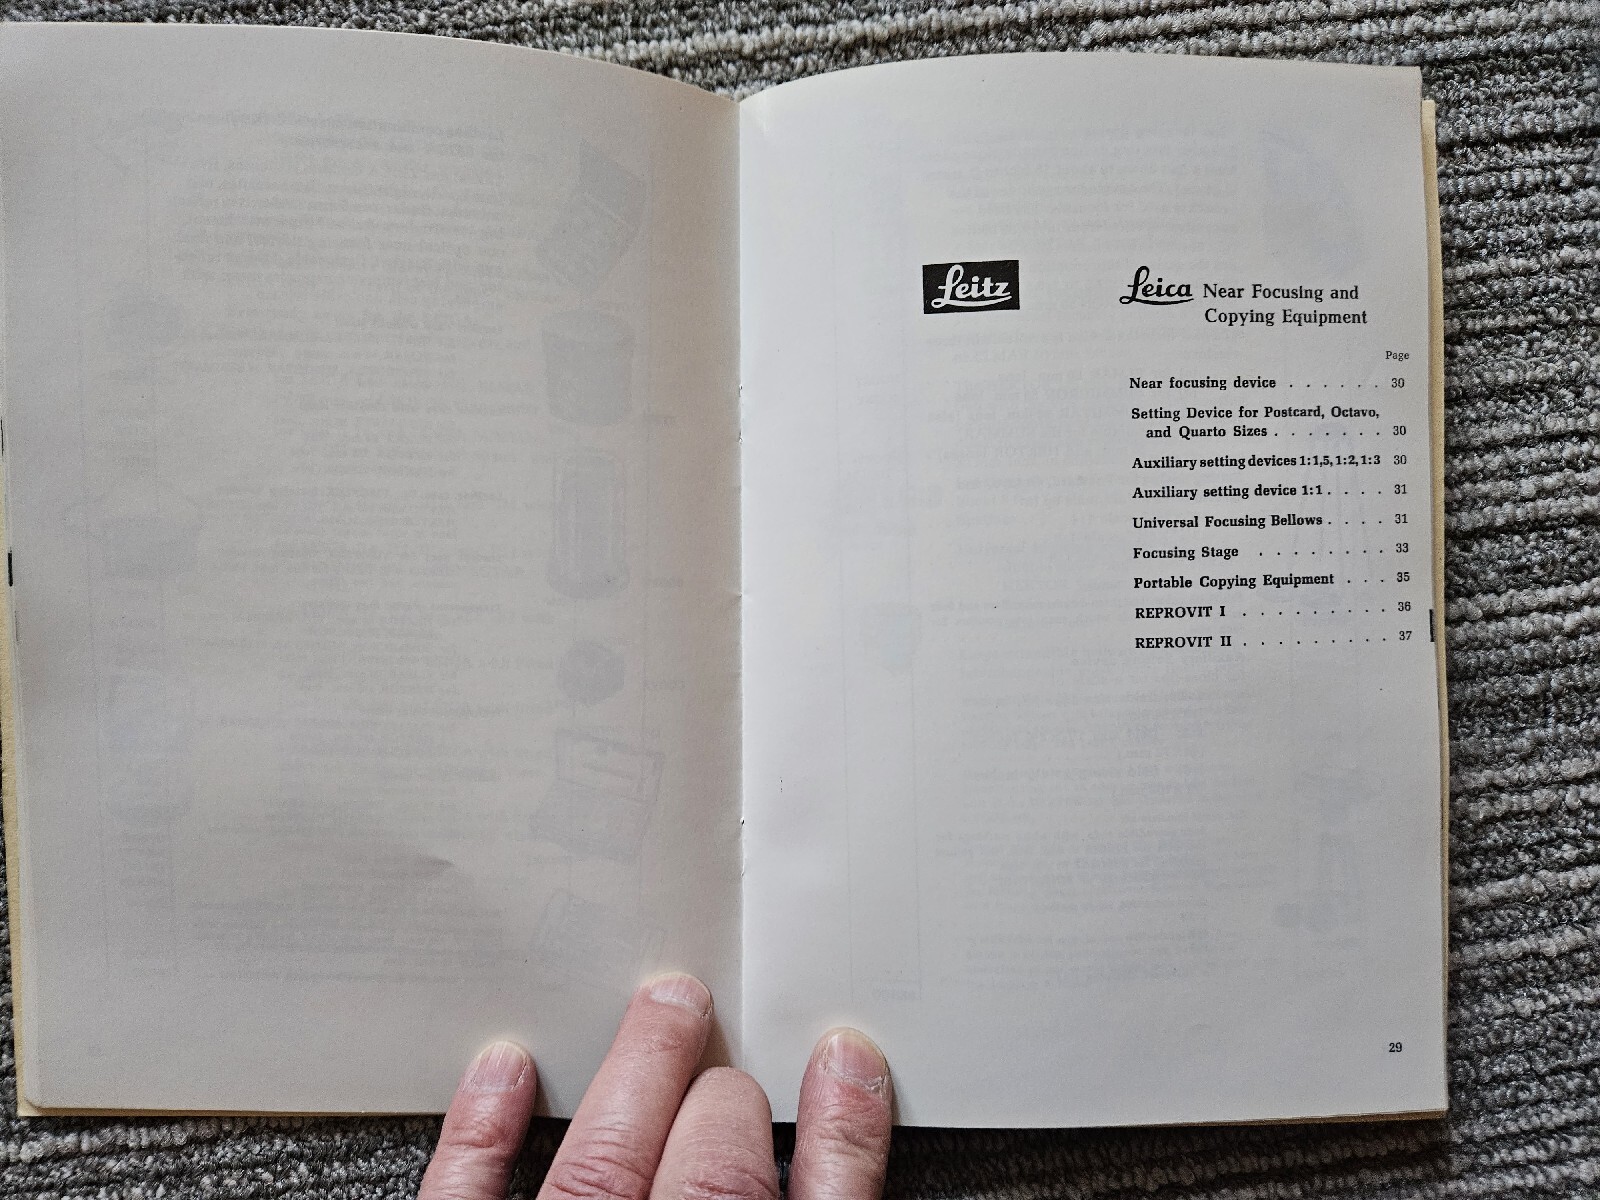 Leitz
Leica Near Focusing and
Copying Equipment
Page
Near focusing device . . . . . . 30
Setting Device for Postcard, Octavo,
and Quarto Sizes . . . . . . . 30
Auxiliary setting devices 1:1,5, 1:2, 1:3 30
Auxiliary setting device 1:1 . . . . 31
Universal Focusing Bellows . . . . 31
Focusing Stage . . . . . . . . 33
Portable Copying Equipment . . . 35
REPROVIT I . . . . . . . . . 36
REPROVIT II . . . . . . . . . 37
29